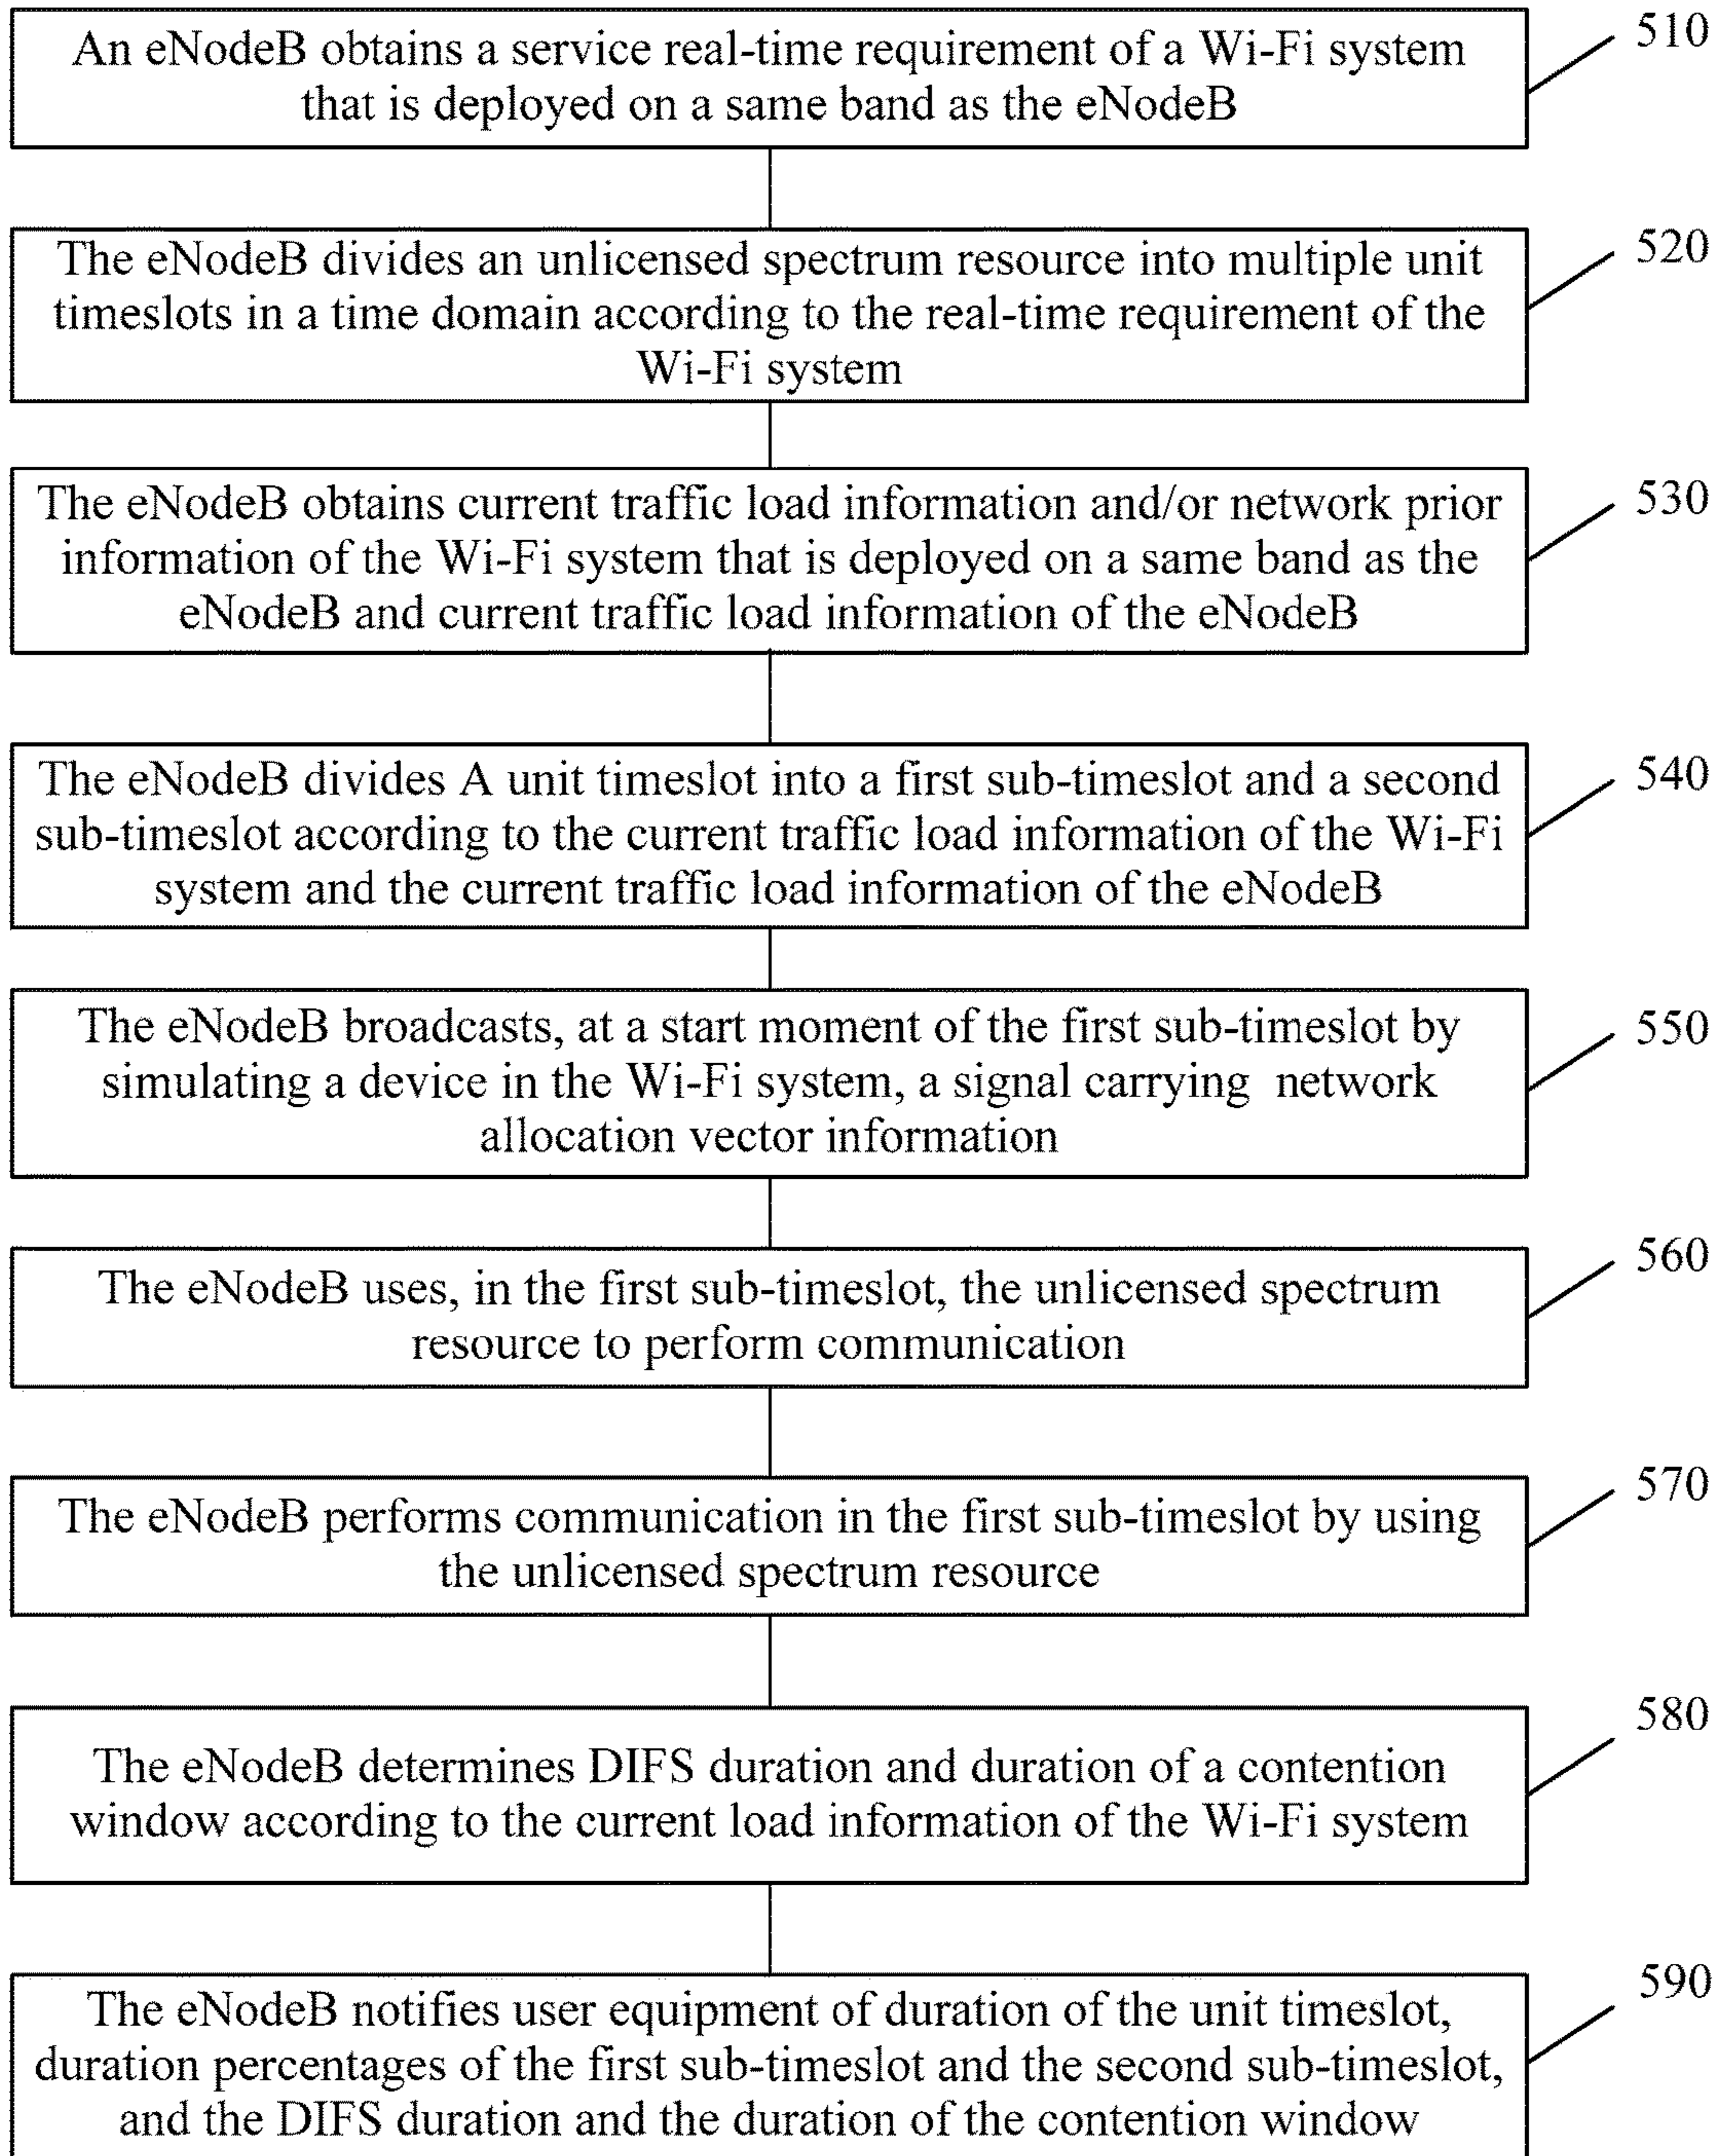 An eNodeB obtains a service real-time requirement of a Wi-Fi system
that is deployed on a same band as the eNodeB
510
The eNodeB divides an unlicensed spectrum resource into multiple unit
timeslots in a time domain according to the real-time requirement of the
Wi-Fi system
520
The eNodeB obtains current traffic load information and/or network prior
information of the Wi-Fi system that is deployed on a same band as the
eNodeB and current traffic load information of the eNodeB
530
The eNodeB divides A unit timeslot into a first sub-timeslot and a second
sub-timeslot according to the current traffic load information of the Wi-Fi
system and the current traffic load information of the eNodeB
540
The eNodeB broadcasts, at a start moment of the first sub-timeslot by
simulating a device in the Wi-Fi system, a signal carrying network
allocation vector information
550
The eNodeB uses, in the first sub-timeslot, the unlicensed spectrum
resource to perform communication
560
The eNodeB performs communication in the first sub-timeslot by using
the unlicensed spectrum resource
570
The eNodeB determines DIFS duration and duration of a contention
window according to the current load information of the Wi-Fi system
580
The eNodeB notifies user equipment of duration of the unit timeslot,
duration percentages of the first sub-timeslot and the second sub-timeslot,
and the DIFS duration and the duration of the contention window
590